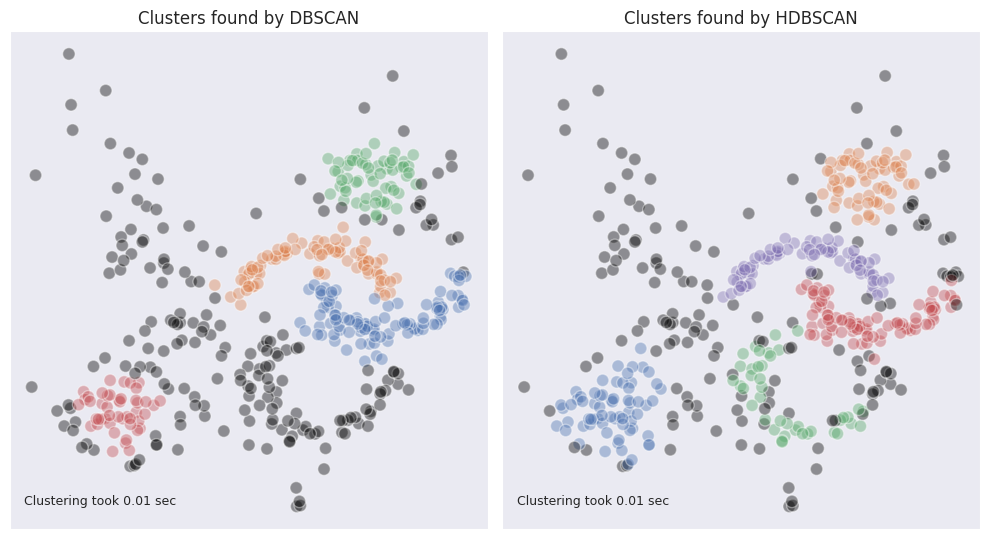 Clusters found by DBSCAN
Clusters found by HDBSCAN
Clustering took 0.01 sec
Clustering took 0.01 sec